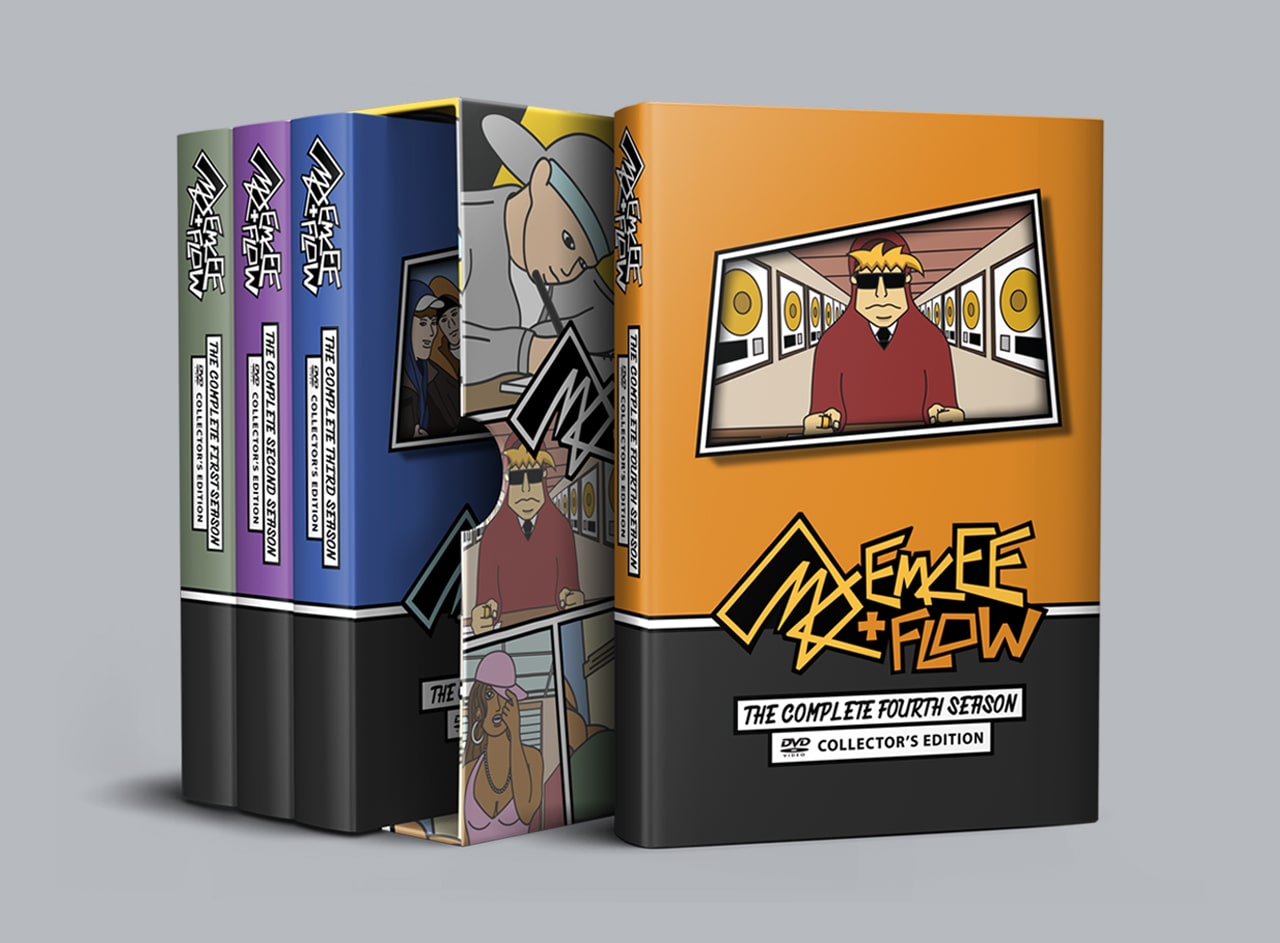 EMKEE
+FLOW
THE COMPLETE FIRST SEASON
DVD
COLLECTOR'S EDITION
EMKEE
+FLOW
THE COMPLETE SECOND SEASON
DVD
COLLECTOR'S EDITION
EMKEE
+FLOW
THE COMPLETE THIRD SEASON
DVD
COLLECTOR'S EDITION
THE
EMKEE
+FLOW
THE COMPLETE FOURTH SEASON
DVD
COLLECTOR'S EDITION
EMKEE
+FLOW
THE COMPLETE FOURTH SEASON
DVD
VIDEO
COLLECTOR'S EDITION